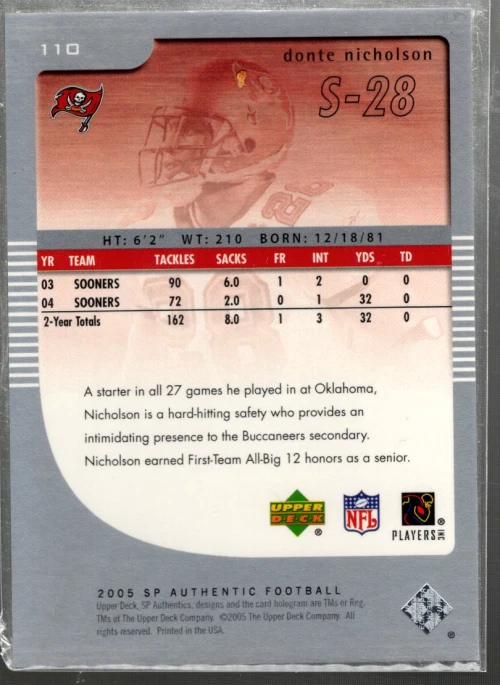 110
donte nicholson
S-28
HT: 6'2" WT: 210 BORN: 12/18/81
YR TEAM TACKLES SACKS FR INT YDS TD
03 SOONERS 90 6.0 1 2 0 0
04 SOONERS 72 2.0 0 1 32 0
2-Year Totals 162 8.0 1 3 32 0
A starter in all 27 games he played in at Oklahoma,
Nicholson is a hard-hitting safety who provides an
intimidating presence to the Buccaneers secondary.
Nicholson earned First-Team All-Big 12 honors as a senior.
UPPER
DECK
®
NFL
PLAYERS INC ®
2005 SP AUTHENTIC FOOTBALL
Upper Deck, SP Authentics, designs and the card hologram are TMs or Reg.
TMs of The Upper Deck Company. ©2005 The Upper Deck Company. All
rights reserved. Printed in the USA.
®